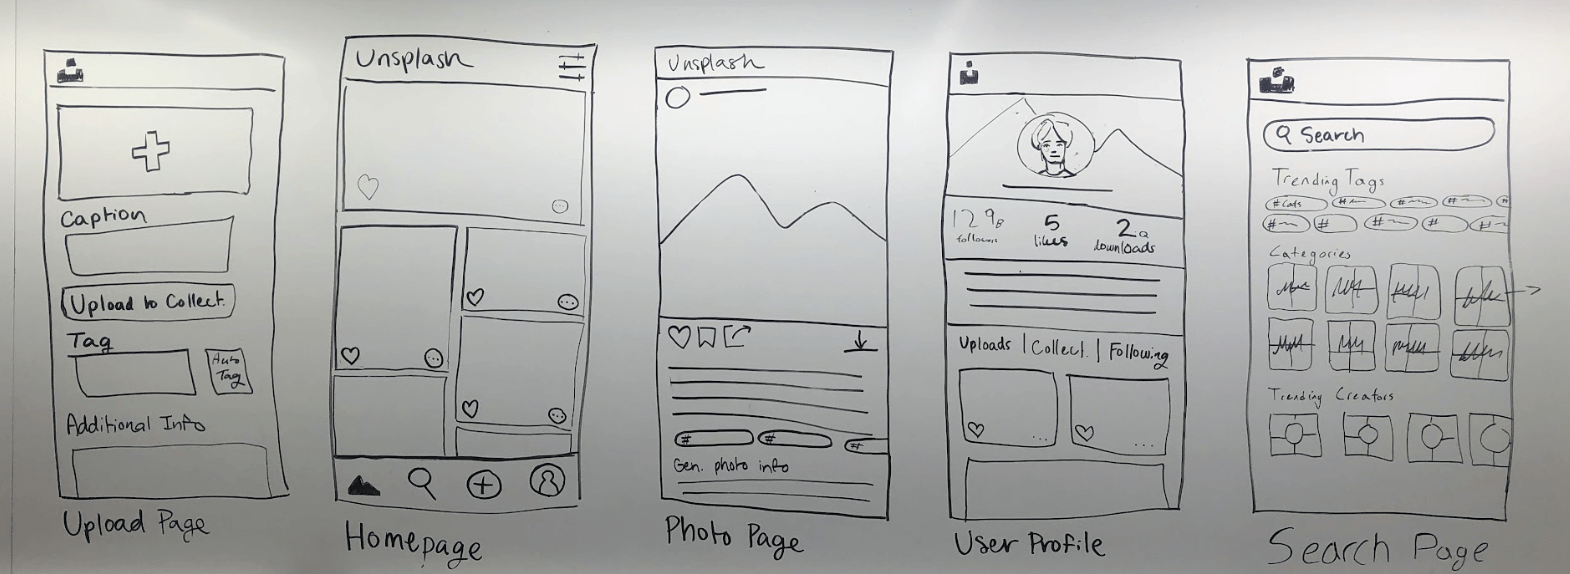 Caption
Upload to Collect.
Tag
Auto
Tag
Additional Info
Upload Page
Unsplash
Homepage
Unsplash
#
#
#
Gen. photo info
Photo Page
5
2
followers
likes
downloads
Uploads | Collect. | Following
User Profile
Search
Trending Tags
#cats
#
#
#
#
#
#
#
#
#
Categories
Trending Creators
Search Page